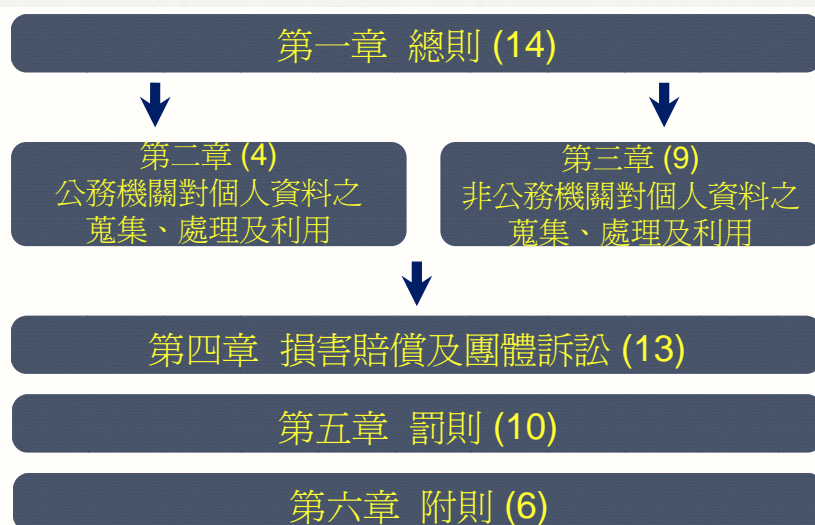 第一章 總則 (14)
第二章 (4)
公務機關對個人資料之
蒐集、處理及利用
第三章 (9)
非公務機關對個人資料之
蒐集、處理及利用
第四章 損害賠償及團體訴訟 (13)
第五章 罰則 (10)
第六章 附則 (6)